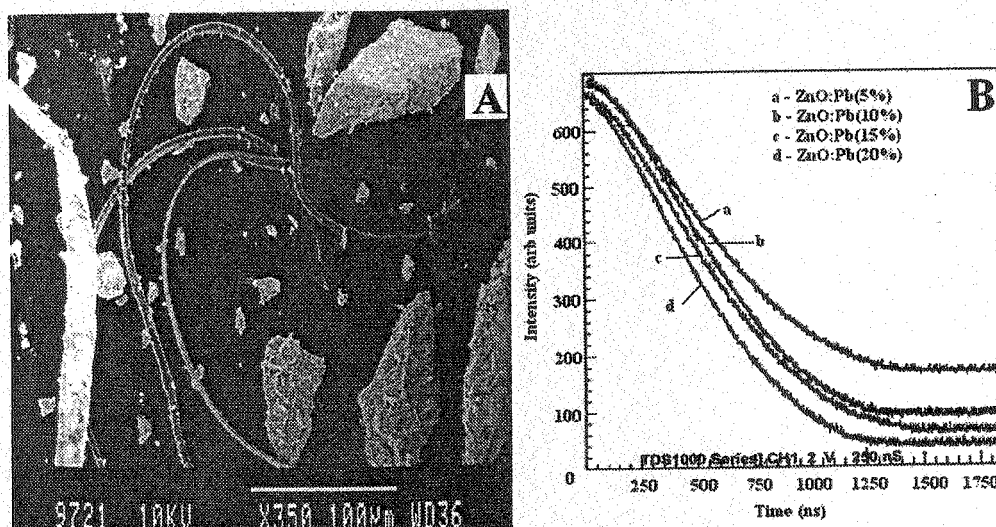 A
9721 10KU X350 100µm WD36
B
a - ZnO:Pb(5%)
b - ZnO:Pb(10%)
c - ZnO:Pb(15%)
d - ZnO:Pb(20%)
Intensity (arb units)
600
500
400
300
200
100
0
a
b
c
d
[TDS1000 Series].CH1 2 V 250 nS
250
500
750
1000
1250
1500
1750
Time (ns)